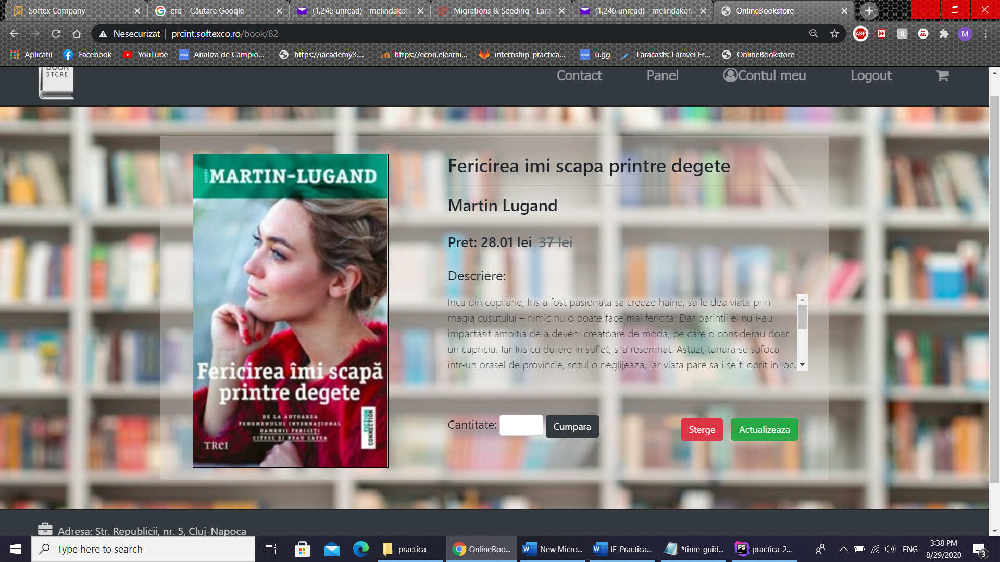 Softex Company
erd – Căutare Google
(1,246 unread) - melindakota
Migrations & Seeding - Lara
(1,246 unread) - melindakot
OnlineBookstore
Nesecurizat | prcint.softexco.ro/book/82
ABP
M
Aplicații
Facebook
YouTube
OPGG Analiza de Campio...
https://iacademy3....
https://econ.elearni...
internship_practica...
OPGG u.gg
Laracasts: Laravel Fr...
OnlineBookstore
BOOK
STORE
Contact
Panel
Contul meu
Logout
MARTIN-LUGAND
Fericirea îmi scapă
printre degete
DE LA AUTOAREA
FENOMENULUI INTERNAȚIONAL
OAMENII FERICIȚI
CITESC ȘI BEAU CAFEA
TREI
FICTION
CONNECTION
Fericirea imi scapa printre degete
Martin Lugand
Pret: 28.01 lei 37 lei
Descriere:
Inca din copilarie, Iris a fost pasionata sa creeze haine, sa le dea viata prin
magia cusutului – nimic nu o poate face mai fericita. Dar parintii ei nu i-au
impartasit ambitia de a deveni creatoare de moda, pe care o considerau doar
un capriciu. Iar Iris cu durere in suflet, s-a resemnat. Astazi, tanara se sufoca
intr-un orasel de provincie, sotul o neglijeaza, iar viata pare sa i se fi oprit in loc.
Cantitate:
Cumpara
Sterge
Actualizeaza
Adresa: Str. Republicii, nr. 5, Cluj-Napoca
Type here to search
practica
OnlineBoo...
New Micro...
IE_Practica...
*time_guid...
PS practica_2...
ENG
3:38 PM
8/29/2020
3